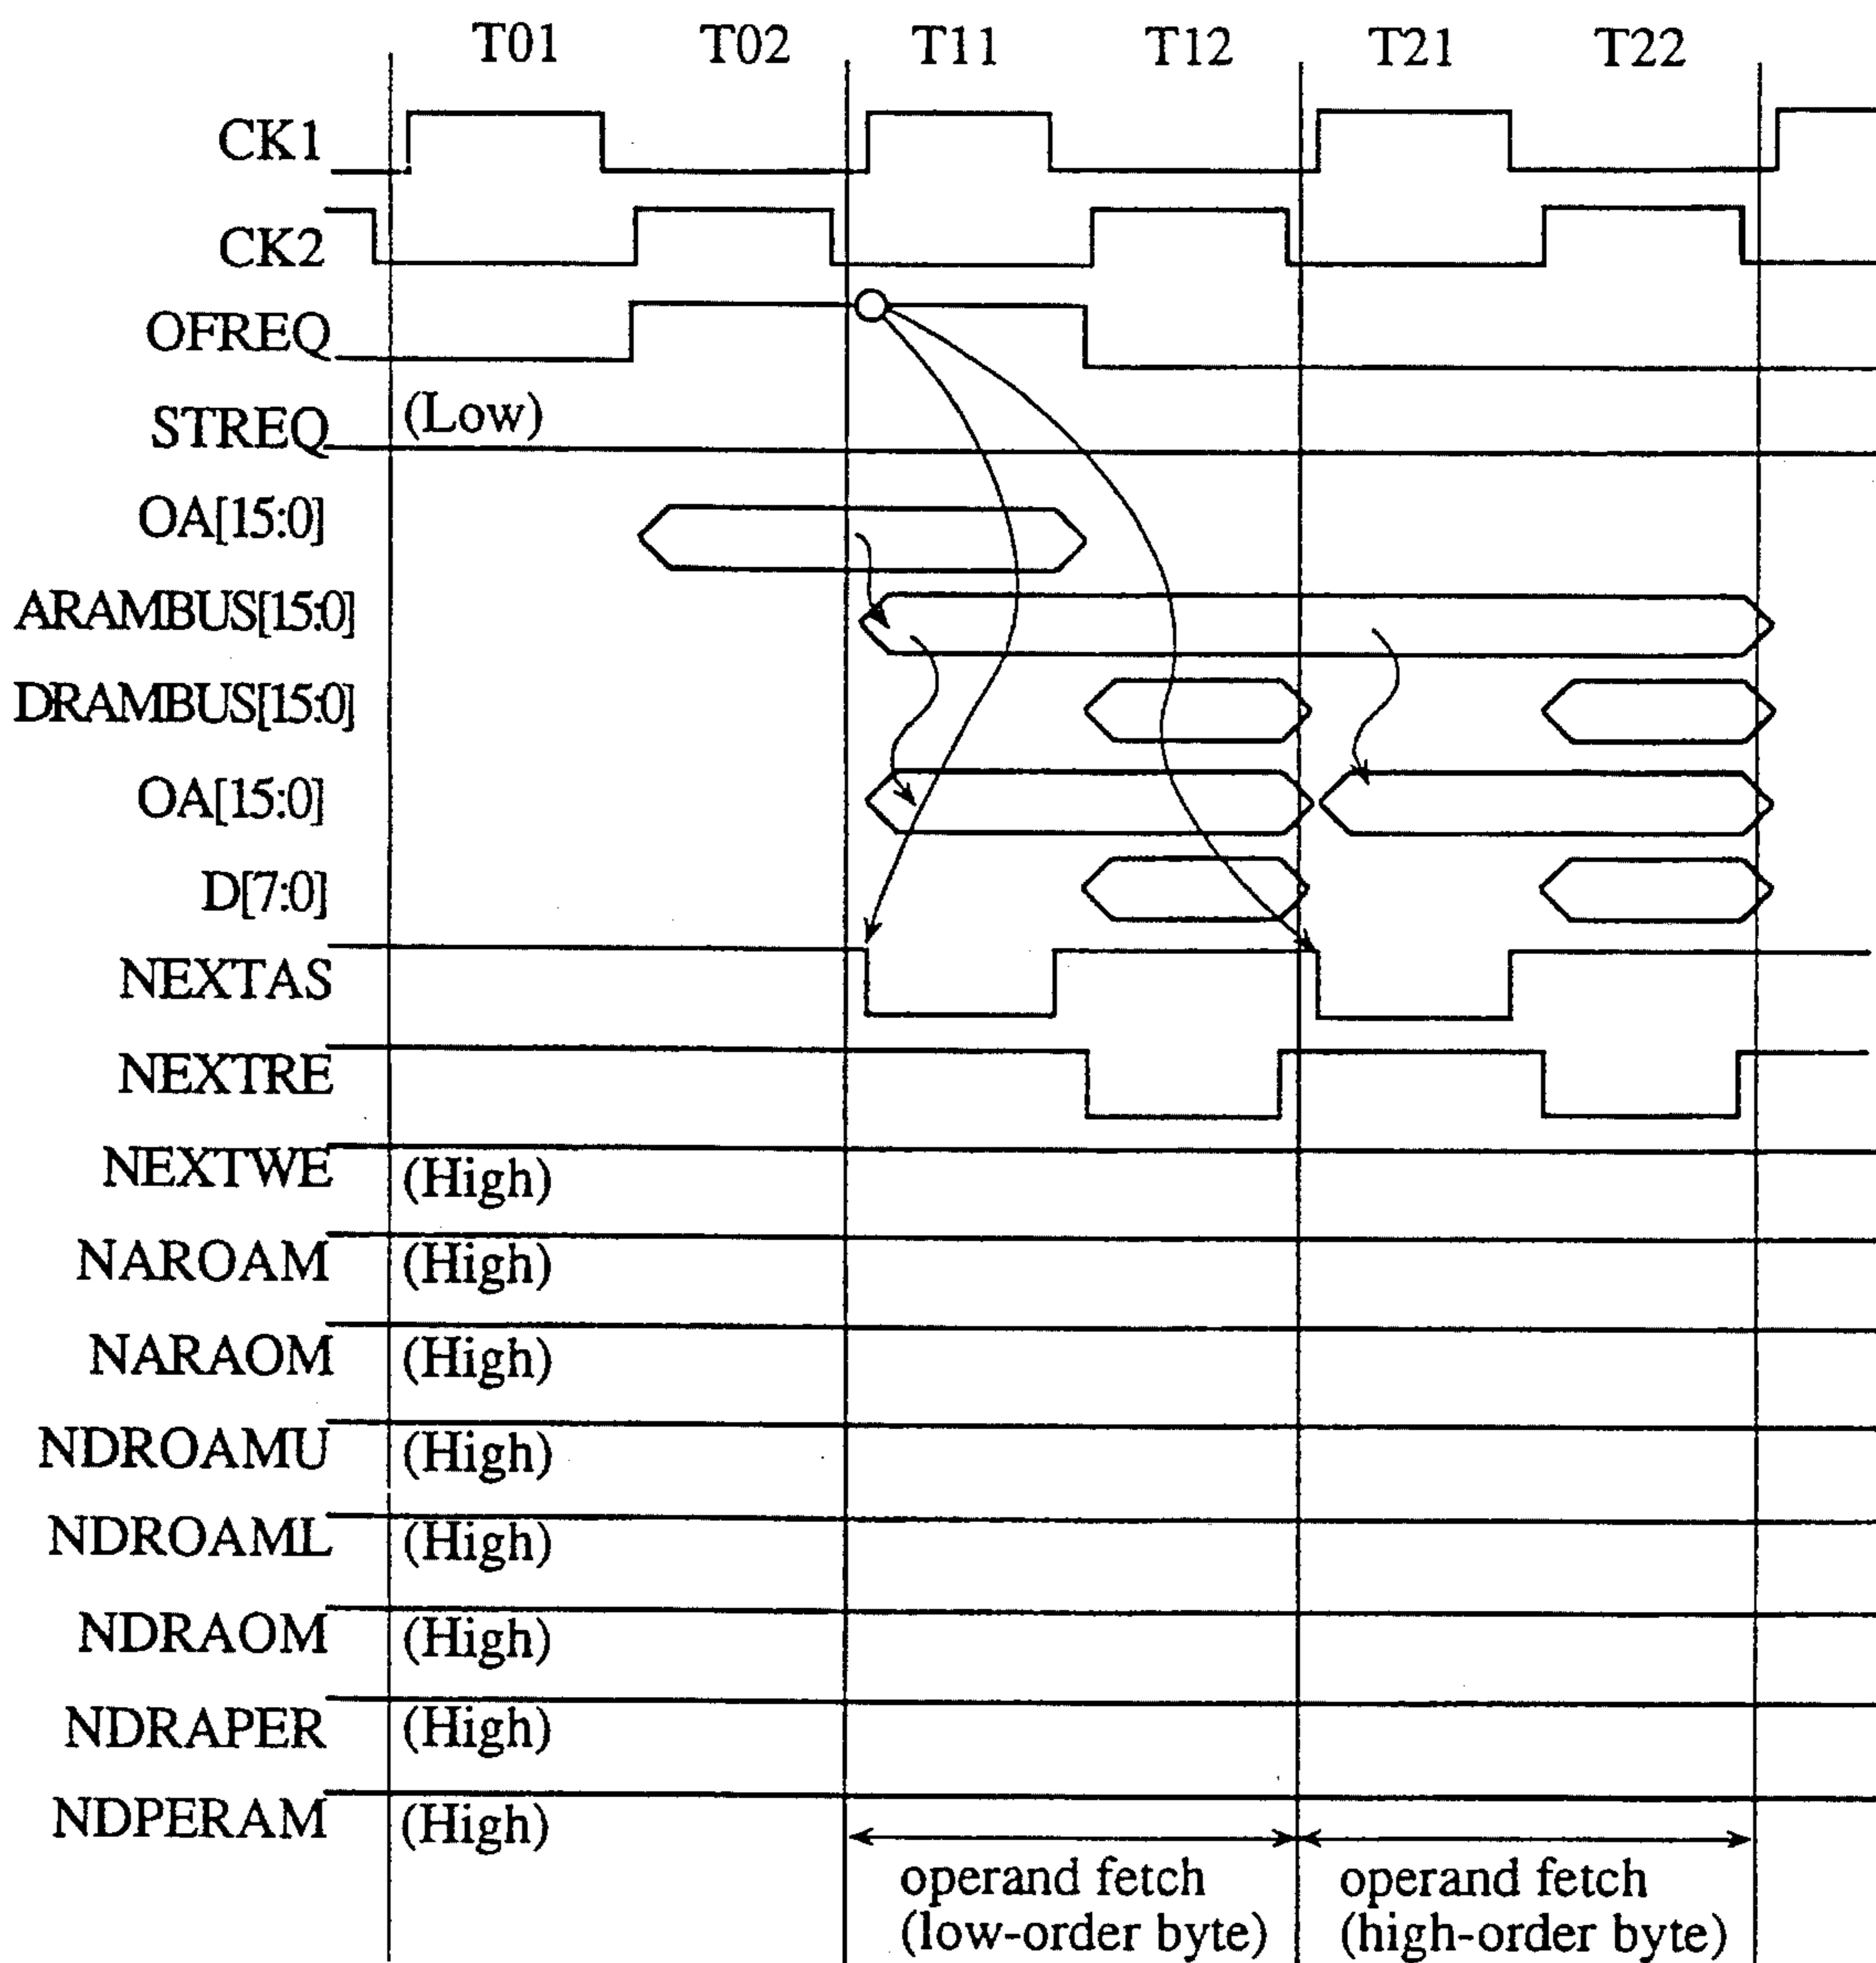 T01 T02 T11 T12 T21 T22
CK1
CK2
OFREQ
STREQ (Low)
OA[15:0]
ARAMBUS[15:0]
DRAMBUS[15:0]
OA[15:0]
D[7:0]
NEXTAS
NEXTRE
NEXTWE (High)
NAROAM (High)
NARAOM (High)
NDROAMU (High)
NDROAML (High)
NDRAOM (High)
NDRAPER (High)
NDPERAM (High)
operand fetch operand fetch
(low-order byte) (high-order byte)